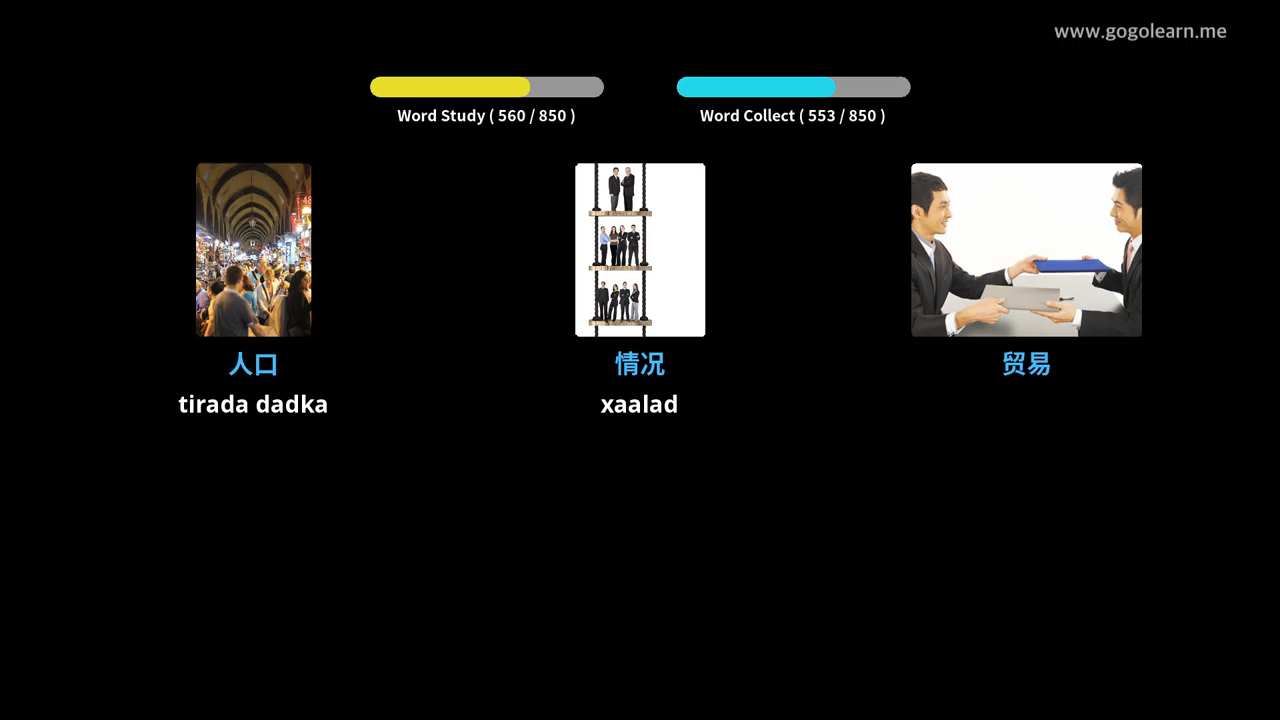 www.gogolearn.me
Word Study ( 560 / 850 )
Word Collect ( 553 / 850 )
人口
情况
贸易
tirada dadka
xaalad